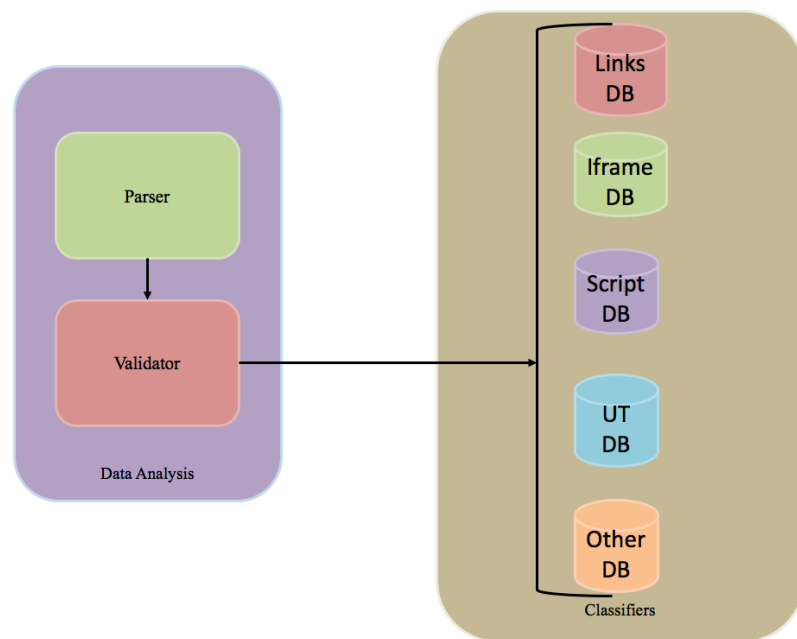 Parser
Validator
Data Analysis
Links
DB
Iframe
DB
Script
DB
UT
DB
Other
DB
Classifiers